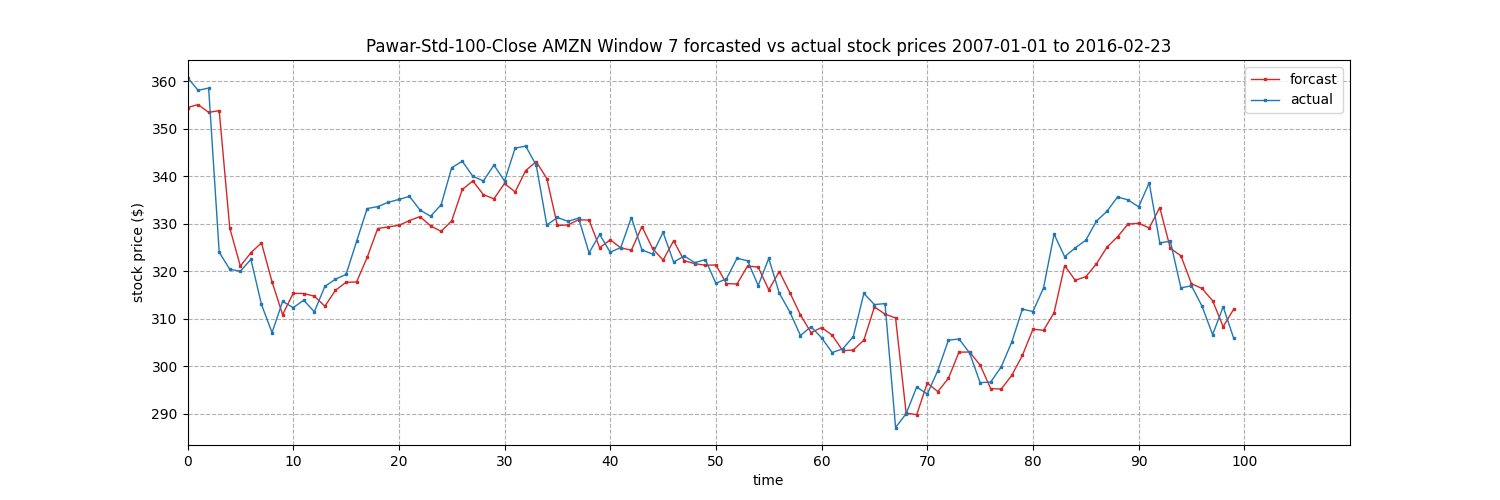 Pawar-Std-100-Close AMZN Window 7 forcasted vs actual stock prices 2007-01-01 to 2016-02-23
forcast
actual
360
350
340
330
320
310
300
290
stock price ($)
0 10 20 30 40 50 60 70 80 90 100
time